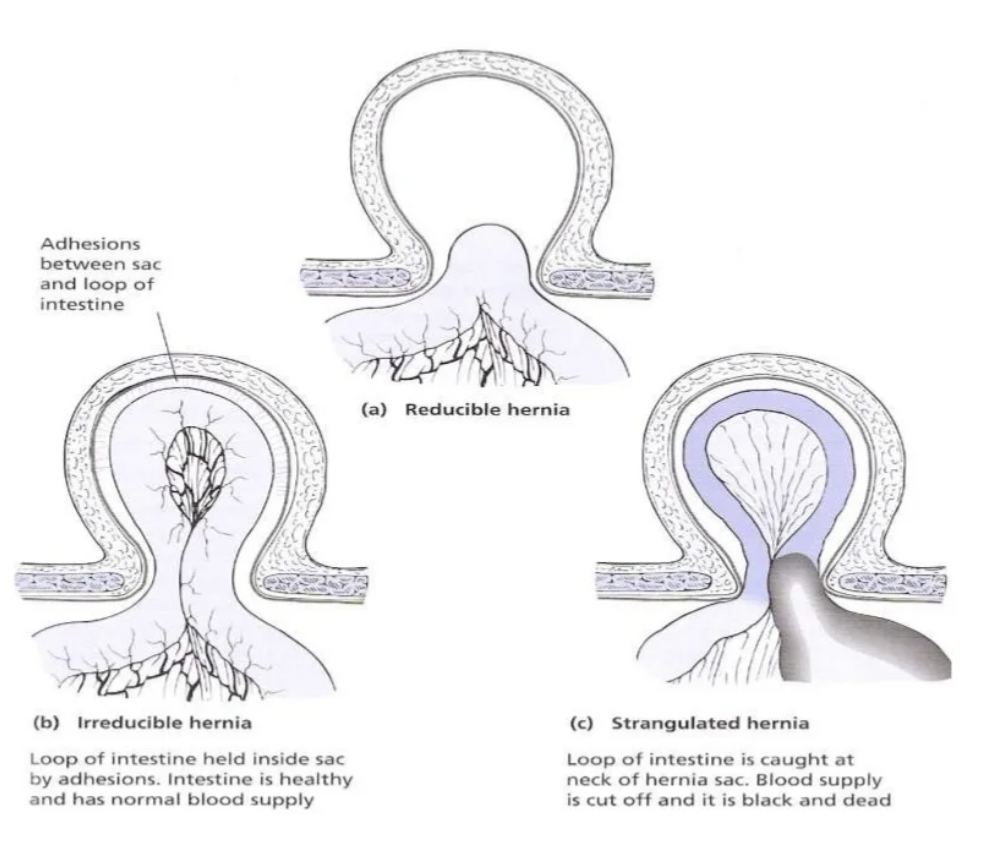 Adhesions
between sac
and loop of
intestine
(a) Reducible hernia
(b) Irreducible hernia
Loop of intestine held inside sac
by adhesions. Intestine is healthy
and has normal blood supply
(c) Strangulated hernia
Loop of intestine is caught at
neck of hernia sac. Blood supply
is cut off and it is black and dead